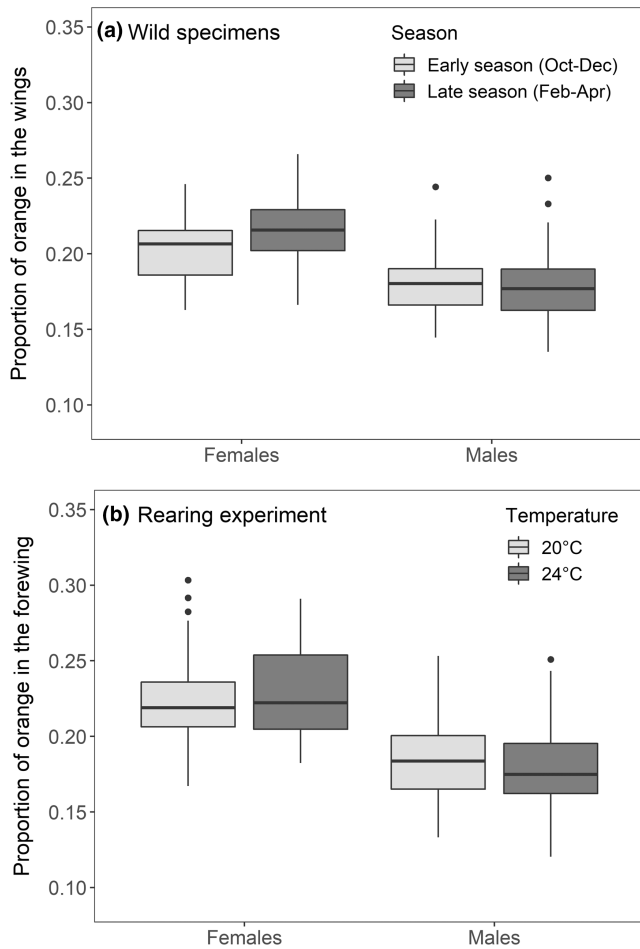 (a) Wild specimens
Season
Early season (Oct-Dec)
Late season (Feb-Apr)
Proportion of orange in the wings
0.35
0.30
0.25
0.20
0.15
0.10
Females Males
(b) Rearing experiment
Temperature
20°C
24°C
Proportion of orange in the forewing
0.35
0.30
0.25
0.20
0.15
0.10
Females Males